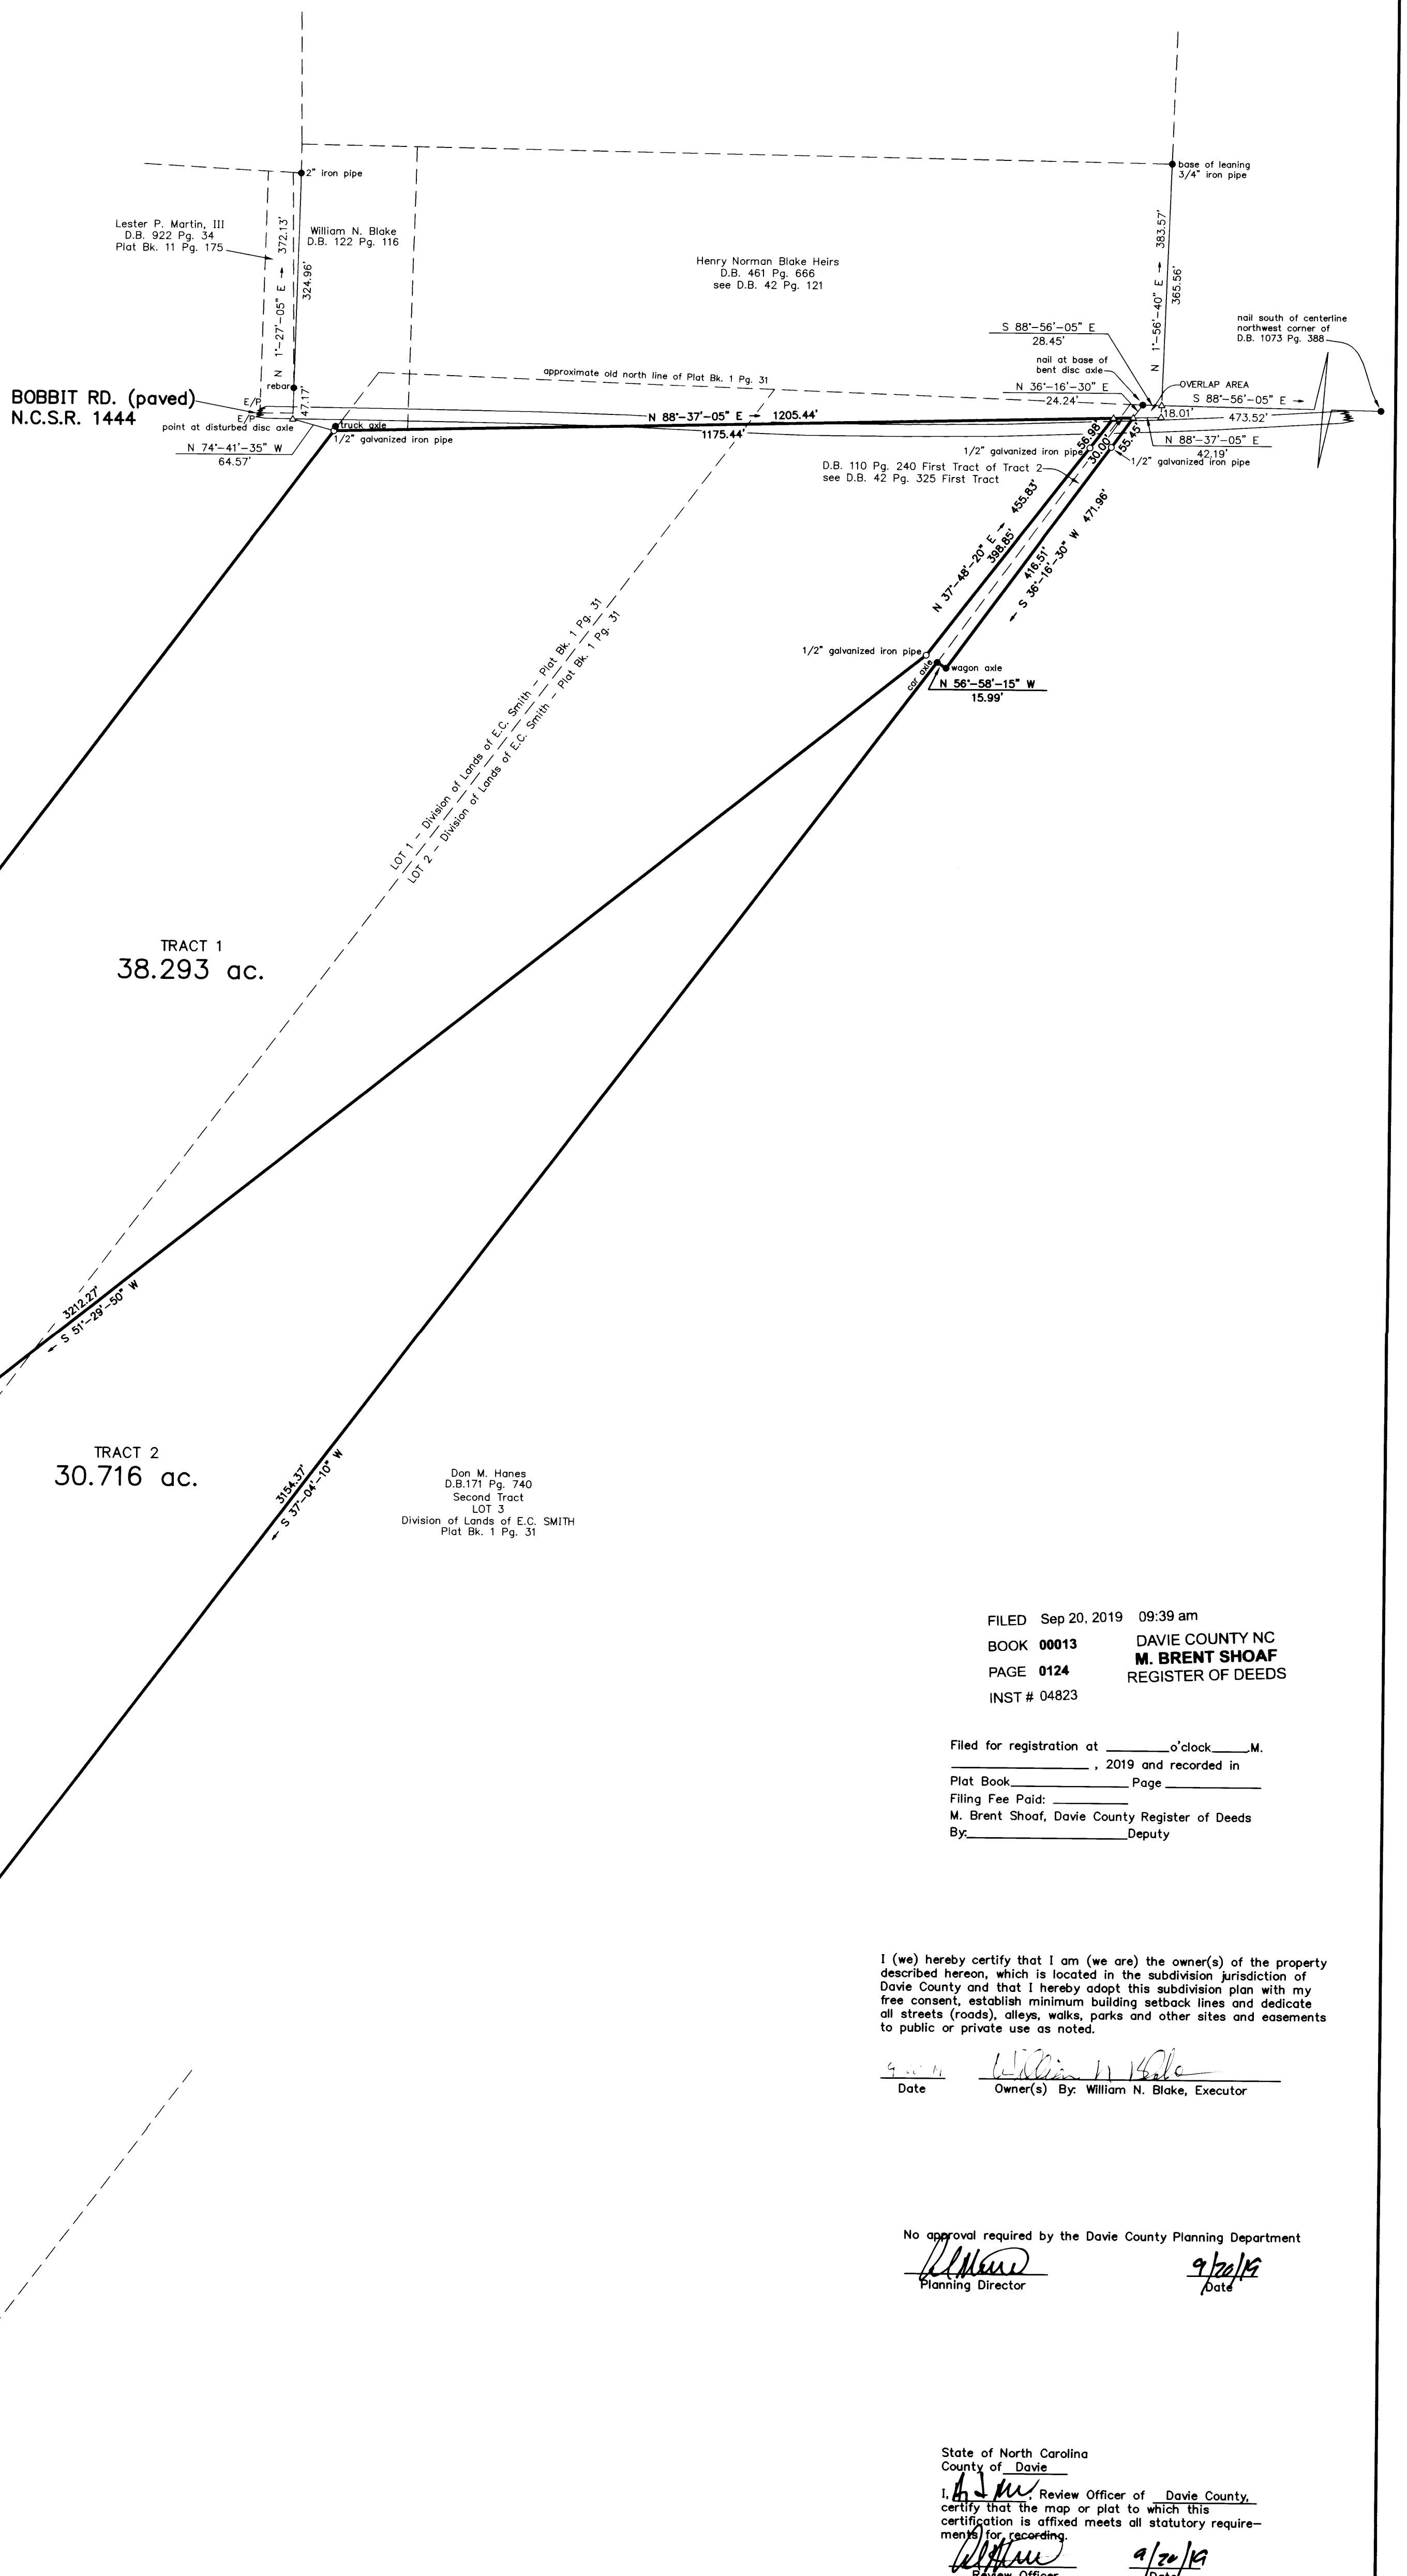 2" iron pipe
base of leaning
3/4" iron pipe
Lester P. Martin, III
D.B. 922 Pg. 34
Plat Bk. 11 Pg. 175
N 1°-27'-05" E → 372.13'
324.96'
William N. Blake
D.B. 122 Pg. 116
Henry Norman Blake Heirs
D.B. 461 Pg. 666
see D.B. 42 Pg. 121
N 1°-56'-40" E → 383.57'
365.56'
nail south of centerline
northwest corner of
D.B. 1073 Pg. 388
S 88°-56'-05" E
28.45'
nail at base of
bent disc axle
approximate old north line of Plat Bk. 1 Pg. 31
N 36°-16'-30" E
24.24'
OVERLAP AREA
S 88°-56'-05" E →
473.52'
18.01'
rebar
47.17'
BOBBIT RD. (paved)
N.C.S.R. 1444
E/P
E/P
point at disturbed disc axle
N 74°-41'-35" W
64.57'
truck axle
1/2" galvanized iron pipe
N 88°-37'-05" E → 1205.44'
1175.44'
56.98'
30.00'
55.45'
N 88°-37'-05" E
42.19'
1/2" galvanized iron pipe
1/2" galvanized iron pipe
D.B. 110 Pg. 240 First Tract of Tract 2
see D.B. 42 Pg. 325 First Tract
N 37°-48'-20" E → 455.83'
398.85'
416.51'
← S 36°-16'-30" W 471.96'
1/2" galvanized iron pipe
car axle
wagon axle
N 56°-58'-15" W
15.99'
LOT 1 - Division of Lands of E.C. Smith - Plat Bk. 1 Pg. 31
LOT 2 - Division of Lands of E.C. Smith - Plat Bk. 1 Pg. 31
TRACT 1
38.293 ac.
3212.27'
← S 51°-29'-50" W
TRACT 2
30.716 ac.
3154.37'
← S 37°-04'-10" W
Don M. Hanes
D.B.171 Pg. 740
Second Tract
LOT 3
Division of Lands of E.C. SMITH
Plat Bk. 1 Pg. 31
FILED Sep 20, 2019 09:39 am
BOOK 00013
PAGE 0124
INST # 04823
DAVIE COUNTY NC
M. BRENT SHOAF
REGISTER OF DEEDS
Filed for registration at ________o'clock____M.
________________ , 2019 and recorded in
Plat Book______________ Page ____________
Filing Fee Paid: _________
M. Brent Shoaf, Davie County Register of Deeds
By:____________________Deputy
I (we) hereby certify that I am (we are) the owner(s) of the property
described hereon, which is located in the subdivision jurisdiction of
Davie County and that I hereby adopt this subdivision plan with my
free consent, establish minimum building setback lines and dedicate
all streets (roads), alleys, walks, parks and other sites and easements
to public or private use as noted.
William N Blake
Date Owner(s) By: William N. Blake, Executor
No approval required by the Davie County Planning Department
9/20/19
Planning Director Date
State of North Carolina
County of Davie
I, , Review Officer of Davie County,
certify that the map or plat to which this
certification is affixed meets all statutory require-
ments for recording.
9/20/19
Review Officer Date